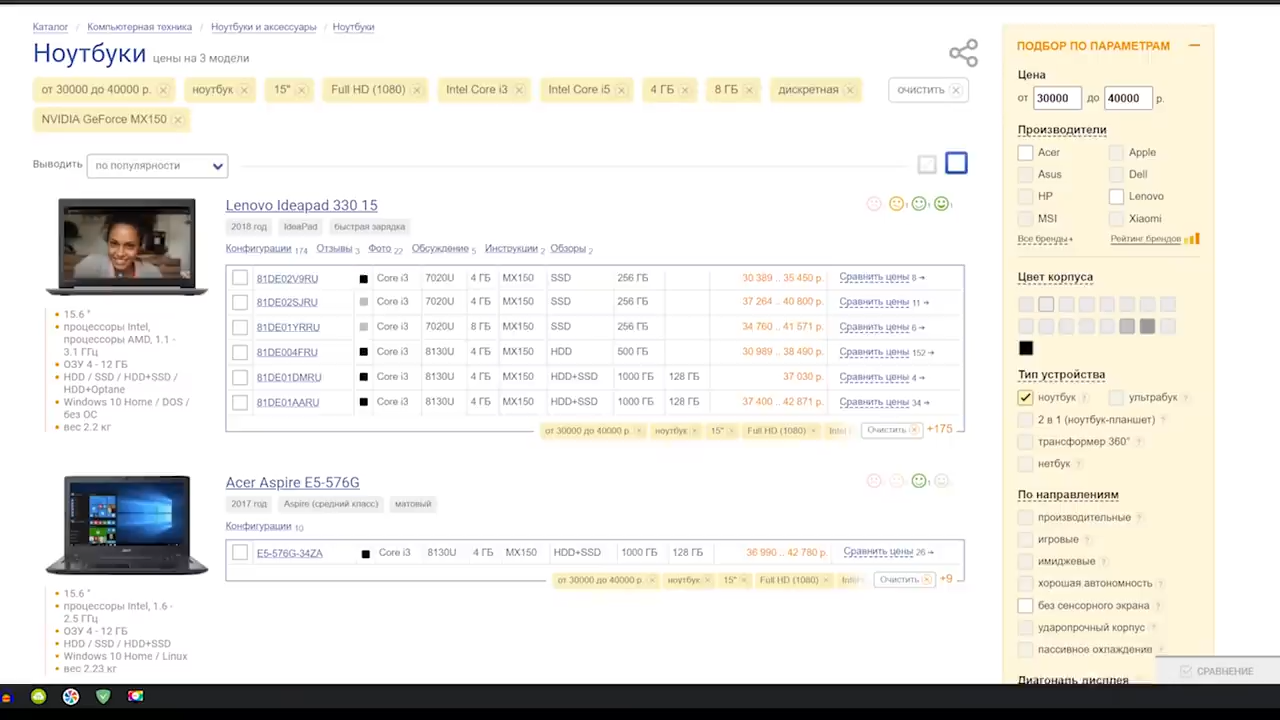 Каталог / Компьютерная техника / Ноутбуки и аксессуары / Ноутбуки
Ноутбуки цены на 3 модели
от 30000 до 40000 р. × ноутбук × 15" × Full HD (1080) × Intel Core i3 × Intel Core i5 × 4 ГБ × 8 ГБ × дискретная × очистить ×
NVIDIA GeForce MX150 ×
Выводить по популярности
Lenovo Ideapad 330 15
2018 год IdeaPad быстрая зарядка
Конфигурации 174 Отзывы 3 Фото 22 Обсуждение 5 Инструкции 2 Обзоры 2
81DE02V9RU Core i3 7020U 4 ГБ MX150 SSD 256 ГБ 30 389 .. 35 450 р. Сравнить цены 8 →
81DE02SJRU Core i3 7020U 4 ГБ MX150 SSD 256 ГБ 37 264 .. 40 800 р. Сравнить цены 11 →
81DE01YRRU Core i3 7020U 8 ГБ MX150 SSD 256 ГБ 34 760 .. 41 571 р. Сравнить цены 6 →
81DE004FRU Core i3 8130U 4 ГБ MX150 HDD 500 ГБ 30 989 .. 38 490 р. Сравнить цены 152 →
81DE01DMRU Core i3 8130U 4 ГБ MX150 HDD+SSD 1000 ГБ 128 ГБ 37 030 р. Сравнить цены 4 →
81DE01AARU Core i3 8130U 4 ГБ MX150 HDD+SSD 1000 ГБ 128 ГБ 37 400 .. 42 871 р. Сравнить цены 34 →
от 30000 до 40000 р. × ноутбук × 15" × Full HD (1080) × Intel Очистить × +175
15.6 "
процессоры Intel,
процессоры AMD, 1.1 -
3.1 ГГц
ОЗУ 4 - 12 ГБ
HDD / SSD / HDD+SSD /
HDD+Optane
Windows 10 Home / DOS /
без ОС
вес 2.2 кг
Acer Aspire E5-576G
2017 год Aspire (средний класс) матовый
Конфигурации 10
E5-576G-34ZA Core i3 8130U 4 ГБ MX150 HDD+SSD 1000 ГБ 128 ГБ 36 990 .. 42 780 р. Сравнить цены 26 →
от 30000 до 40000 р. × ноутбук × 15" × Full HD (1080) × Очистить × +9
15.6 "
процессоры Intel, 1.6 -
2.5 ГГц
ОЗУ 4 - 12 ГБ
HDD / SSD / HDD+SSD
Windows 10 Home / Linux
вес 2.23 кг
ПОДБОР ПО ПАРАМЕТРАМ
Цена
от 30000 до 40000 р.
Производители
Acer Apple
Asus Dell
HP Lenovo
MSI Xiaomi
Все бренды+ Рейтинг брендов
Цвет корпуса
Тип устройства
ноутбук ? ультрабук ?
2 в 1 (ноутбук-планшет) ?
трансформер 360° ?
нетбук ?
По направлениям
производительные ?
игровые ?
имиджевые ?
хорошая автономность ?
без сенсорного экрана ?
ударопрочный корпус ?
пассивное охлаждение ?
Диагональ дисплея
СРАВНЕНИЕ